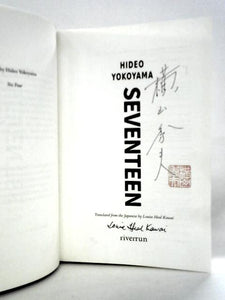 by Hideo Yokoyama
Six Four
HIDEO
YOKOYAMA
SEVENTEEN
横山秀夫
Translated from the Japanese by Louise Heal Kawai
Louise Heal Kawai
riverrun